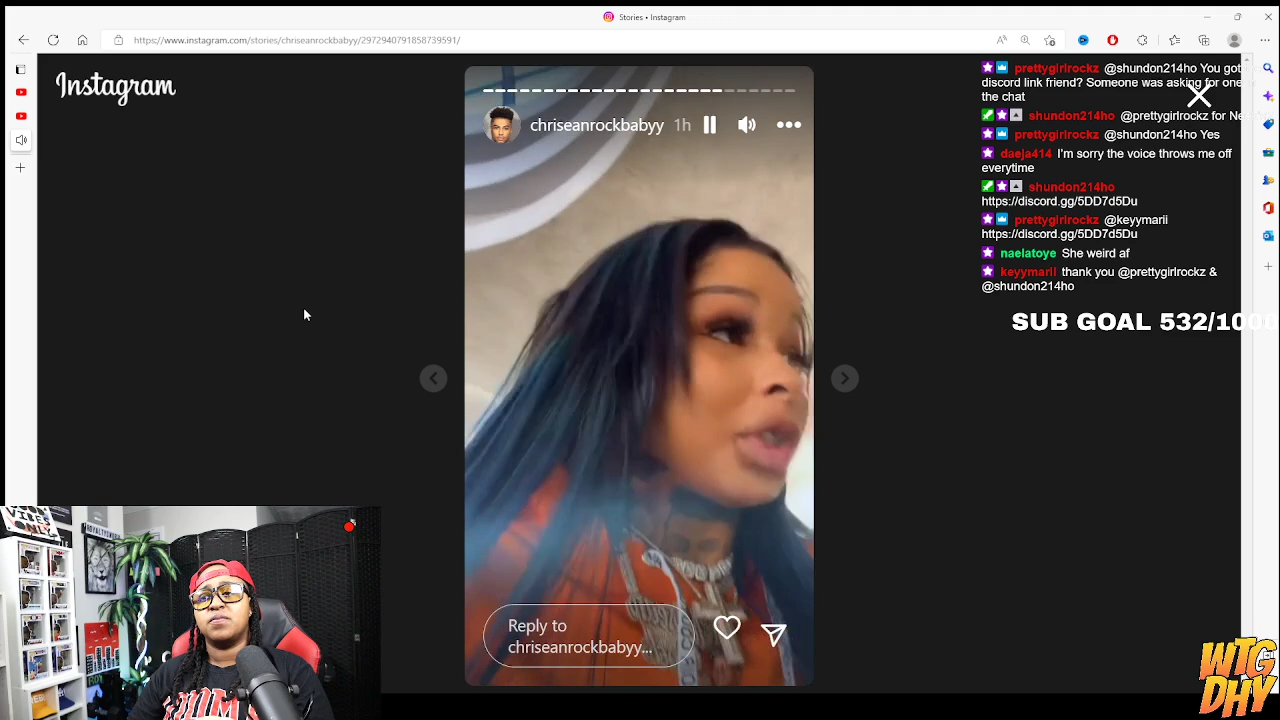 Stories • Instagram
https://www.instagram.com/stories/chriseanrockbabyy/2972940791858739591/
Instagram
chriseanrockbabyy 1h
Reply to
chriseanrockbabyy...
prettygirlrockz @shundon214ho You got
discord link friend? Someone was asking for one
the chat
shundon214ho @prettygirlrockz for
prettygirlrockz @shundon214ho Yes
daeja414 I'm sorry the voice throws me off
everytime
shundon214ho
https://discord.gg/5DD7d5Du
prettygirlrockz @keyymarii
https://discord.gg/5DD7d5Du
naelatoye She weird af
keyymarii thank you @prettygirlrockz &
@shundon214ho
SUB GOAL 532/1000
WTG
DHY